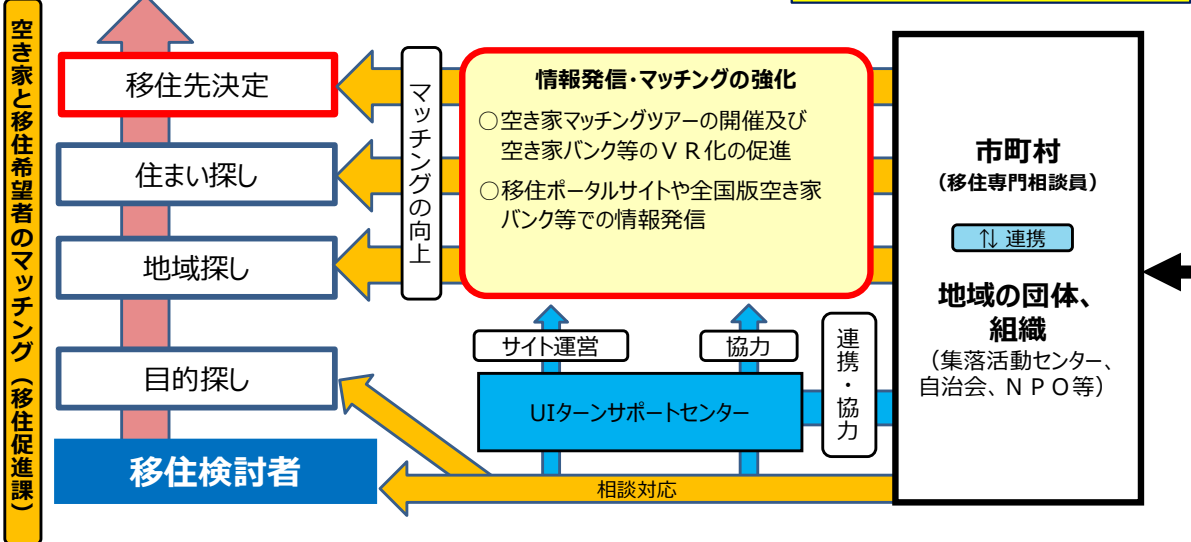 空き家と移住希望者のマッチング（移住促進課）
移住先決定
住まい探し
地域探し
目的探し
移住検討者
マッチングの向上
情報発信・マッチングの強化
○空き家マッチングツアーの開催及び
空き家バンク等のＶＲ化の促進
○移住ポータルサイトや全国版空き家
バンク等での情報発信
サイト運営
協力
連携・協力
UIターンサポートセンター
相談対応
市町村
（移住専門相談員）
⇅ 連携
地域の団体、
組織
（集落活動センター、
自治会、ＮＰＯ等）